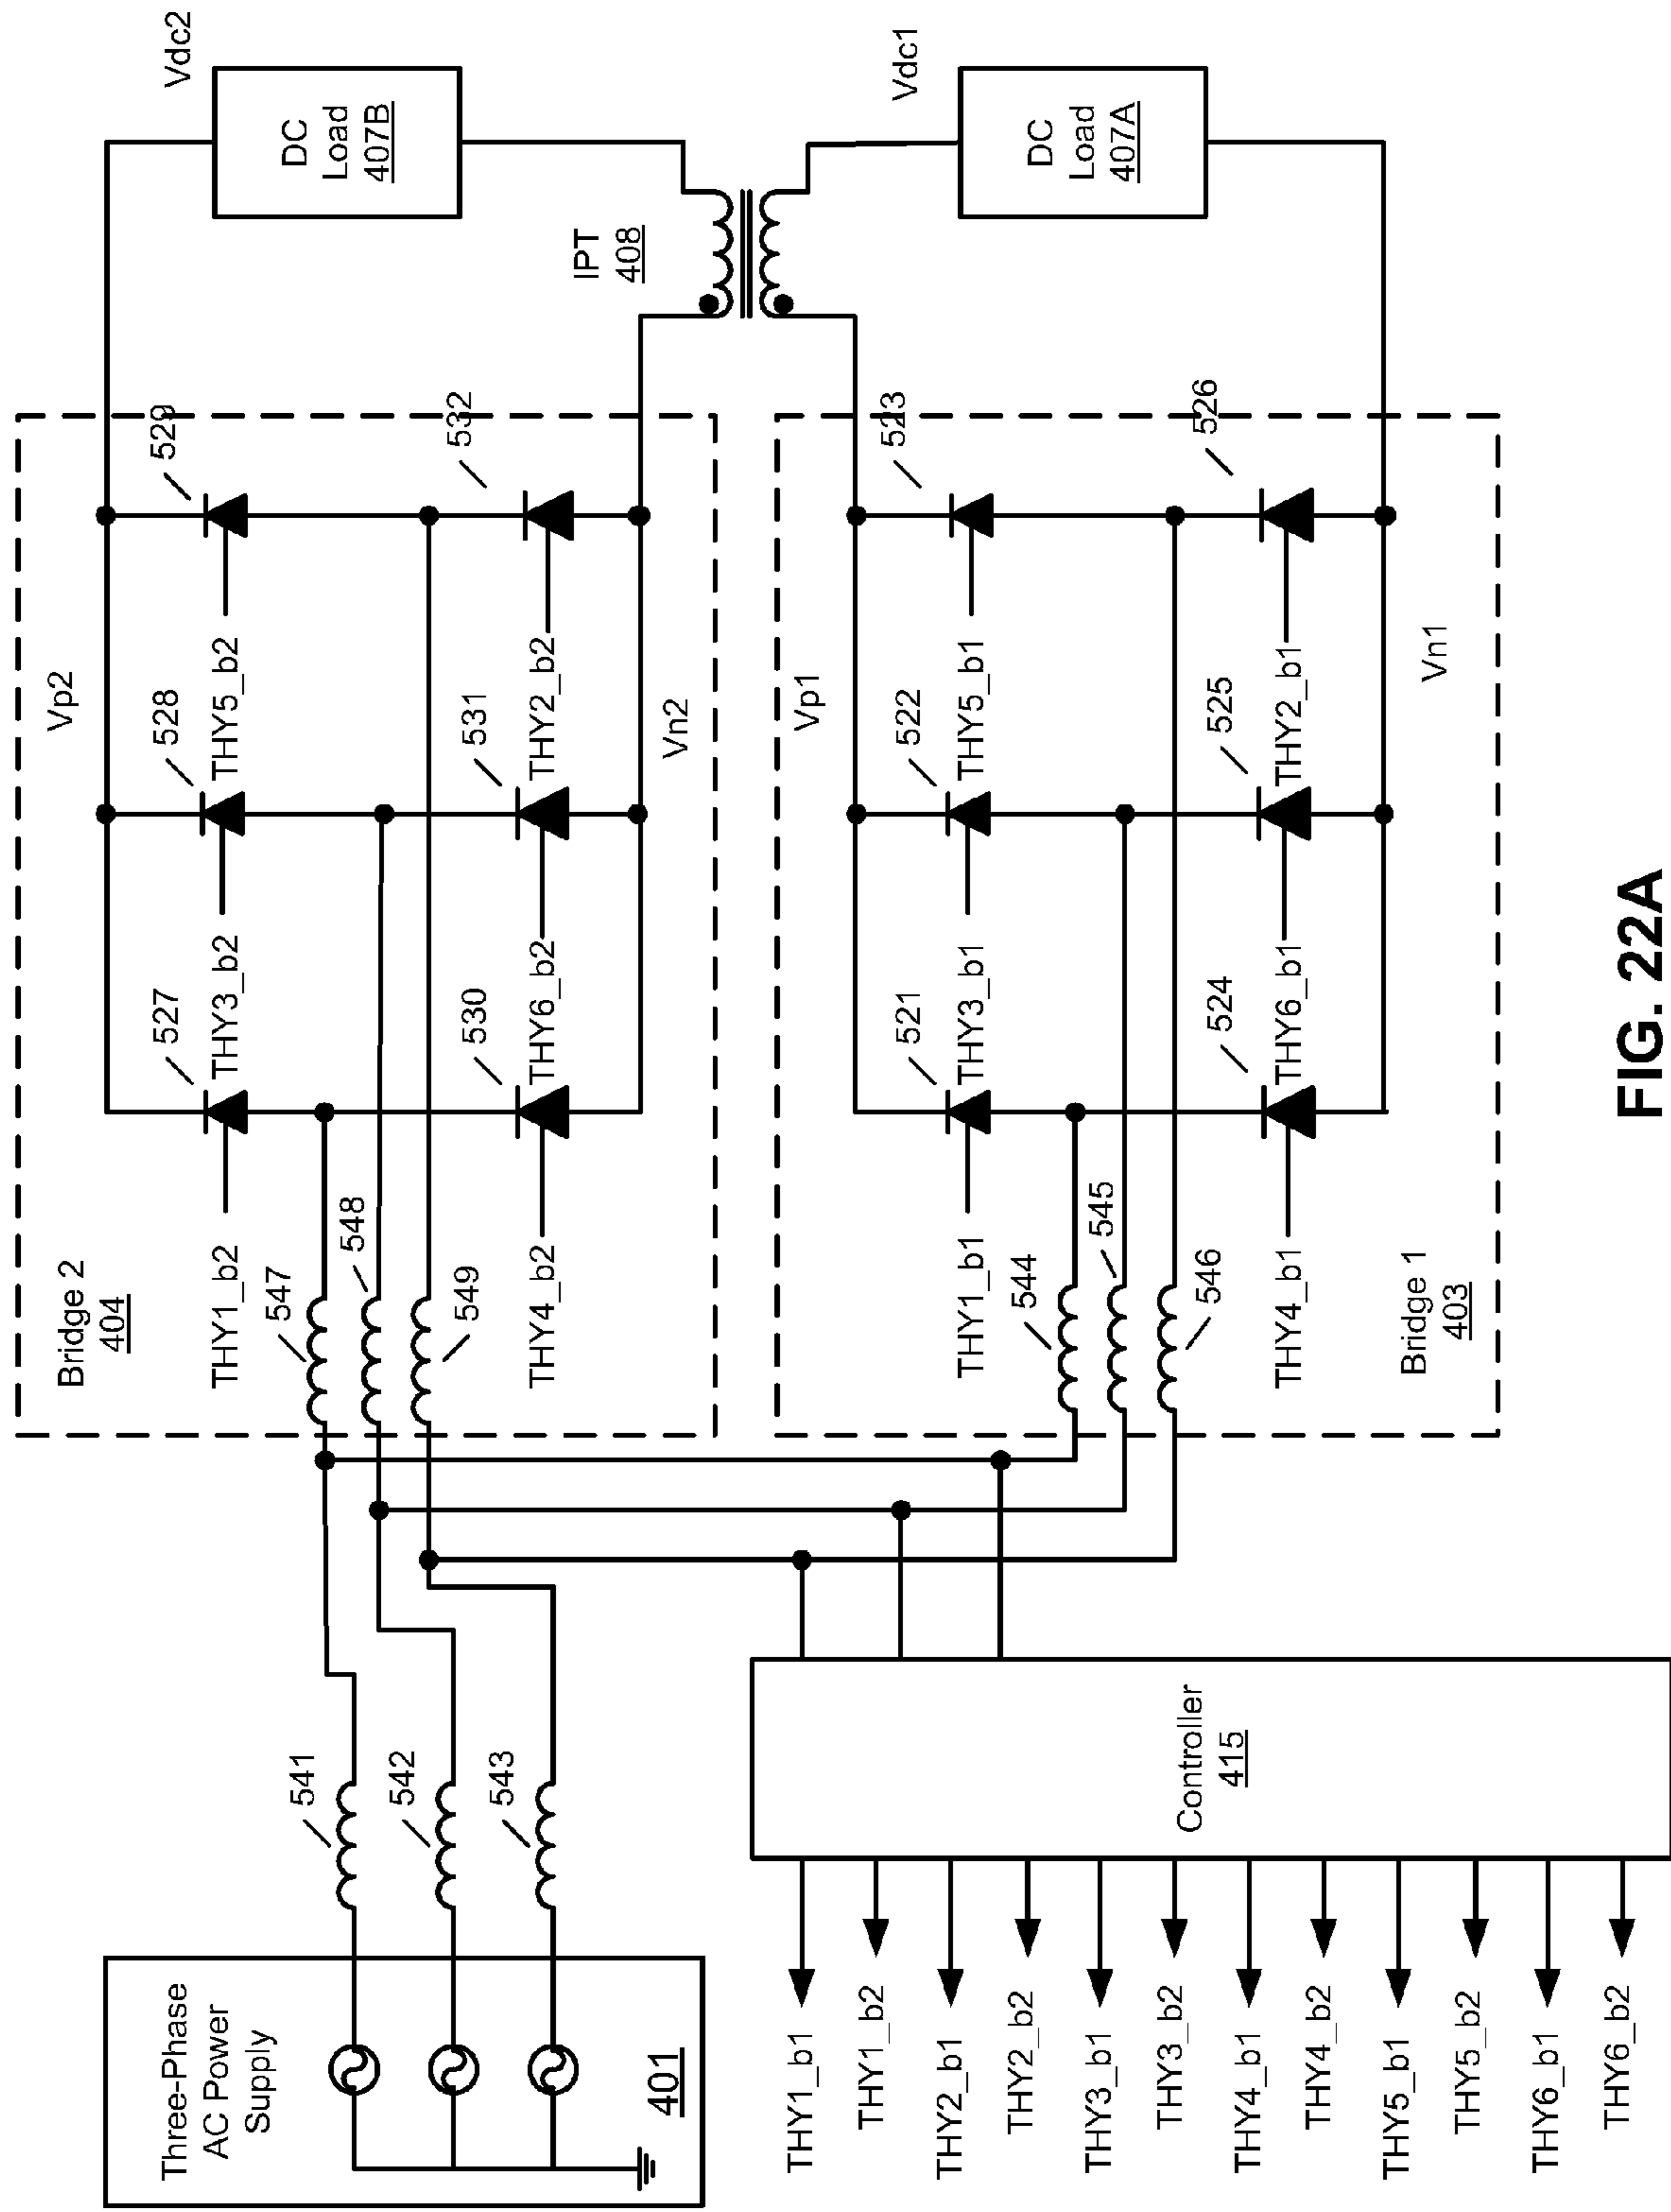 Three-Phase
AC Power
Supply
401
541
542
543
Bridge 2
404
547
548
549
THY1_b2
527
THY3_b2
528
THY5_b2
529
Vp2
THY4_b2
530
THY6_b2
531
THY2_b2
532
Vn2
Vdc2
DC
Load
407B
IPT
408
Vdc1
DC
Load
407A
Vp1
THY1_b1
521
THY3_b1
522
THY5_b1
523
544
545
546
THY4_b1
524
THY6_b1
525
THY2_b1
526
Vn1
Bridge 1
403
Controller
415
THY1_b1
THY1_b2
THY2_b1
THY2_b2
THY3_b1
THY3_b2
THY4_b1
THY4_b2
THY5_b1
THY5_b2
THY6_b1
THY6_b2
FIG. 22A